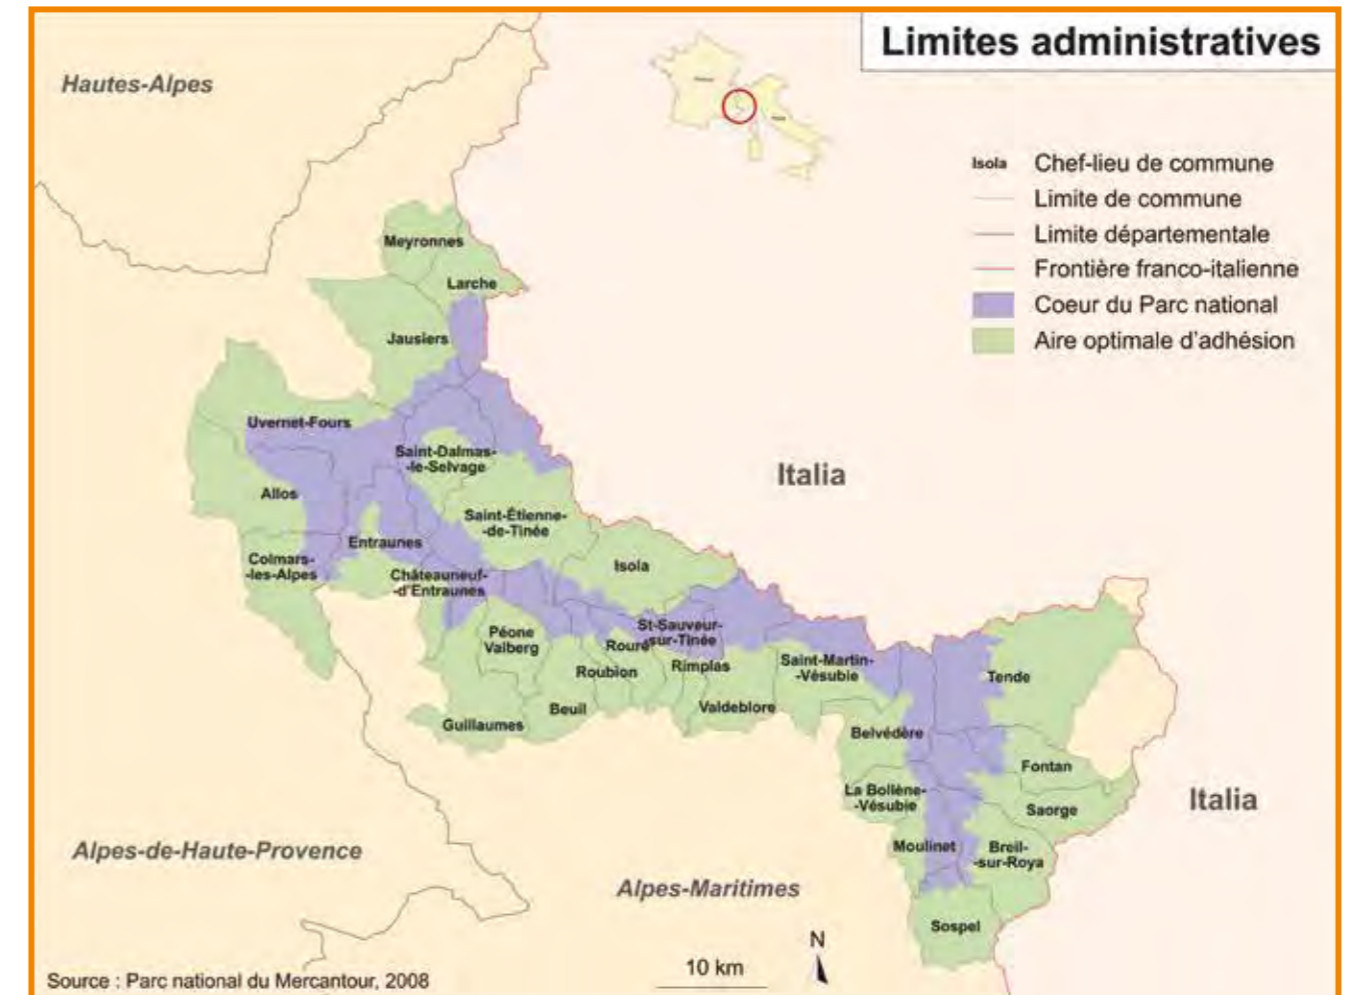 Limites administratives
Hautes-Alpes
Isola Chef-lieu de commune
Limite de commune
Limite départementale
Frontière franco-italienne
Coeur du Parc national
Aire optimale d'adhésion
Meyronnes
Larche
Jausiers
Uvernet-Fours
Saint-Dalmas-
-le-Selvage
Italia
Allos
Saint-Étienne-
-de-Tinée
Entraunes
Colmars-
-les-Alpes
Isola
Châteauneuf-
-d'Entraunes
Péone
Valberg
St-Sauveur-
-sur-Tinée
Roure
Roubion
Rimplas
Saint-Martin-
-Vésubie
Tende
Beuil
Valdeblore
Guillaumes
Belvédère
Fontan
La Bollène-
-Vésubie
Saorge
Italia
Moulinet
Breil-
-sur-Roya
Alpes-de-Haute-Provence
Alpes-Maritimes
Sospel
N
10 km
Source : Parc national du Mercantour, 2008